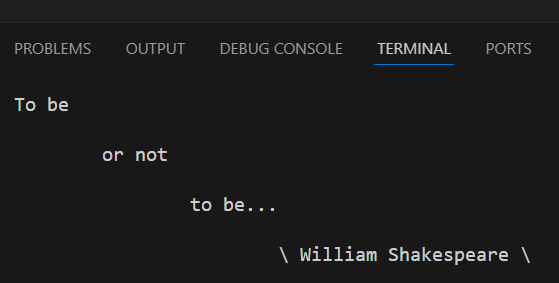 PROBLEMS OUTPUT DEBUG CONSOLE TERMINAL PORTS
To be
or not
to be...
\ William Shakespeare \